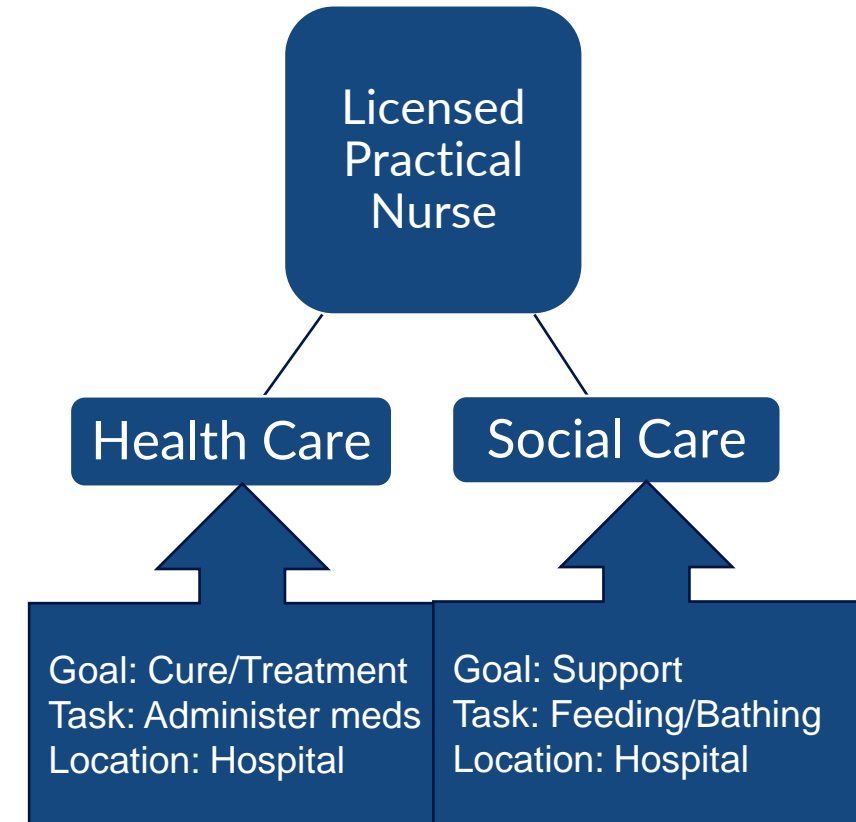 Licensed
Practical
Nurse
Health Care
Social Care
Goal: Cure/Treatment
Task: Administer meds
Location: Hospital
Goal: Support
Task: Feeding/Bathing
Location: Hospital